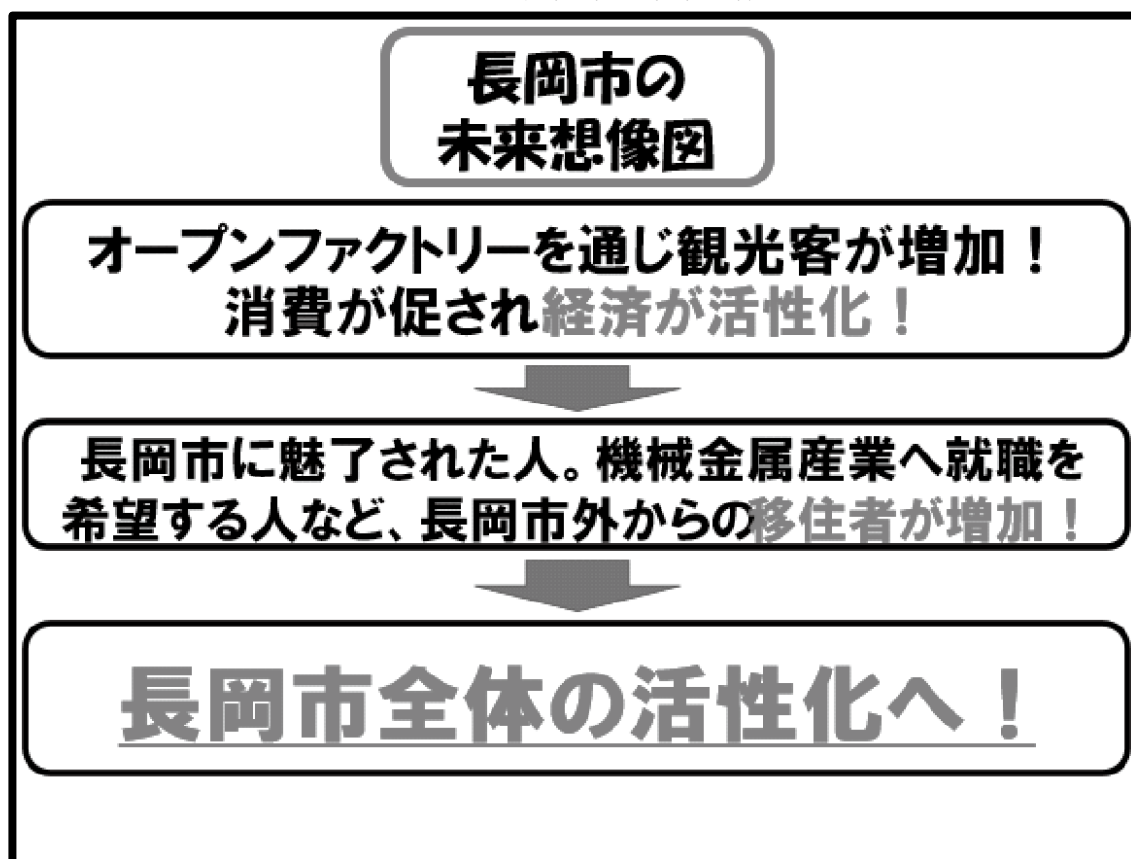 長岡市の
未来想像図
オープンファクトリーを通じ観光客が増加！
消費が促され経済が活性化！
長岡市に魅了された人。機械金属産業へ就職を
希望する人など、長岡市外からの移住者が増加！
長岡市全体の活性化へ！